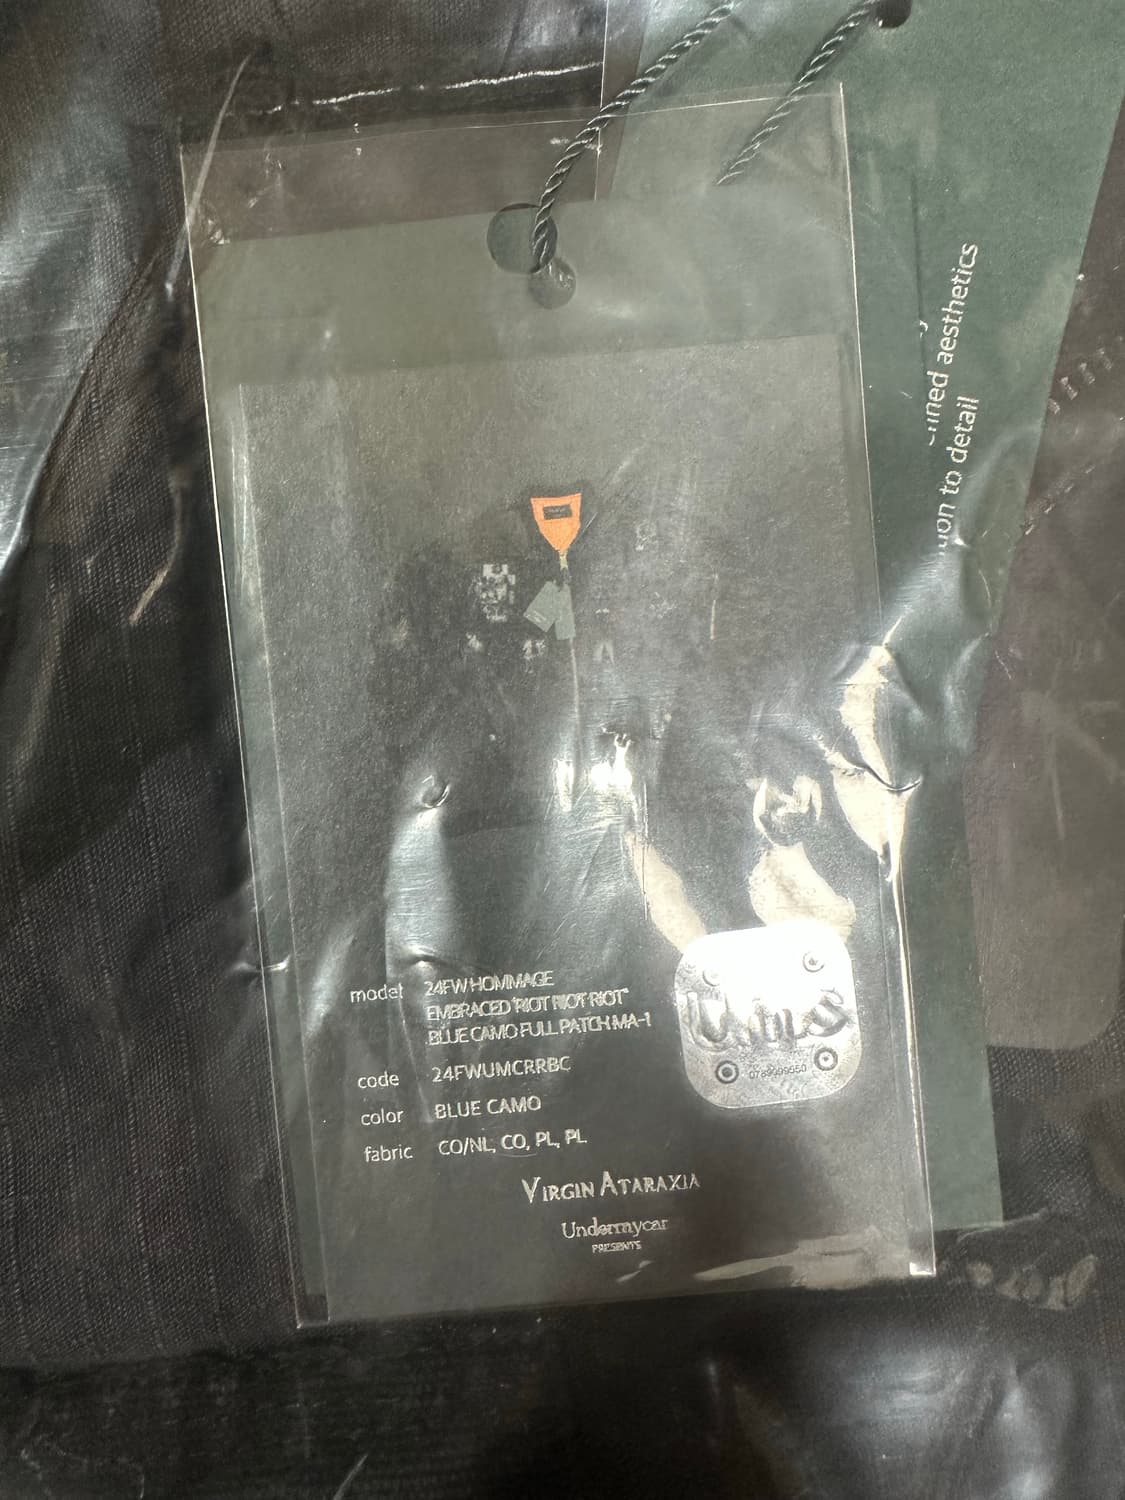 ined aesthetics
ion to detail
model 24FW HOMMAGE
EMBRACED 'RIOT RIOT RIOT'
BLUE CAMO FULL PATCH MA-1
code 24FWUMCRRBC
color BLUE CAMO
fabric CO/NL, CO, PL, PL
0789999550
VIRGIN ATARAXIA
Undermycar
PRESENTS